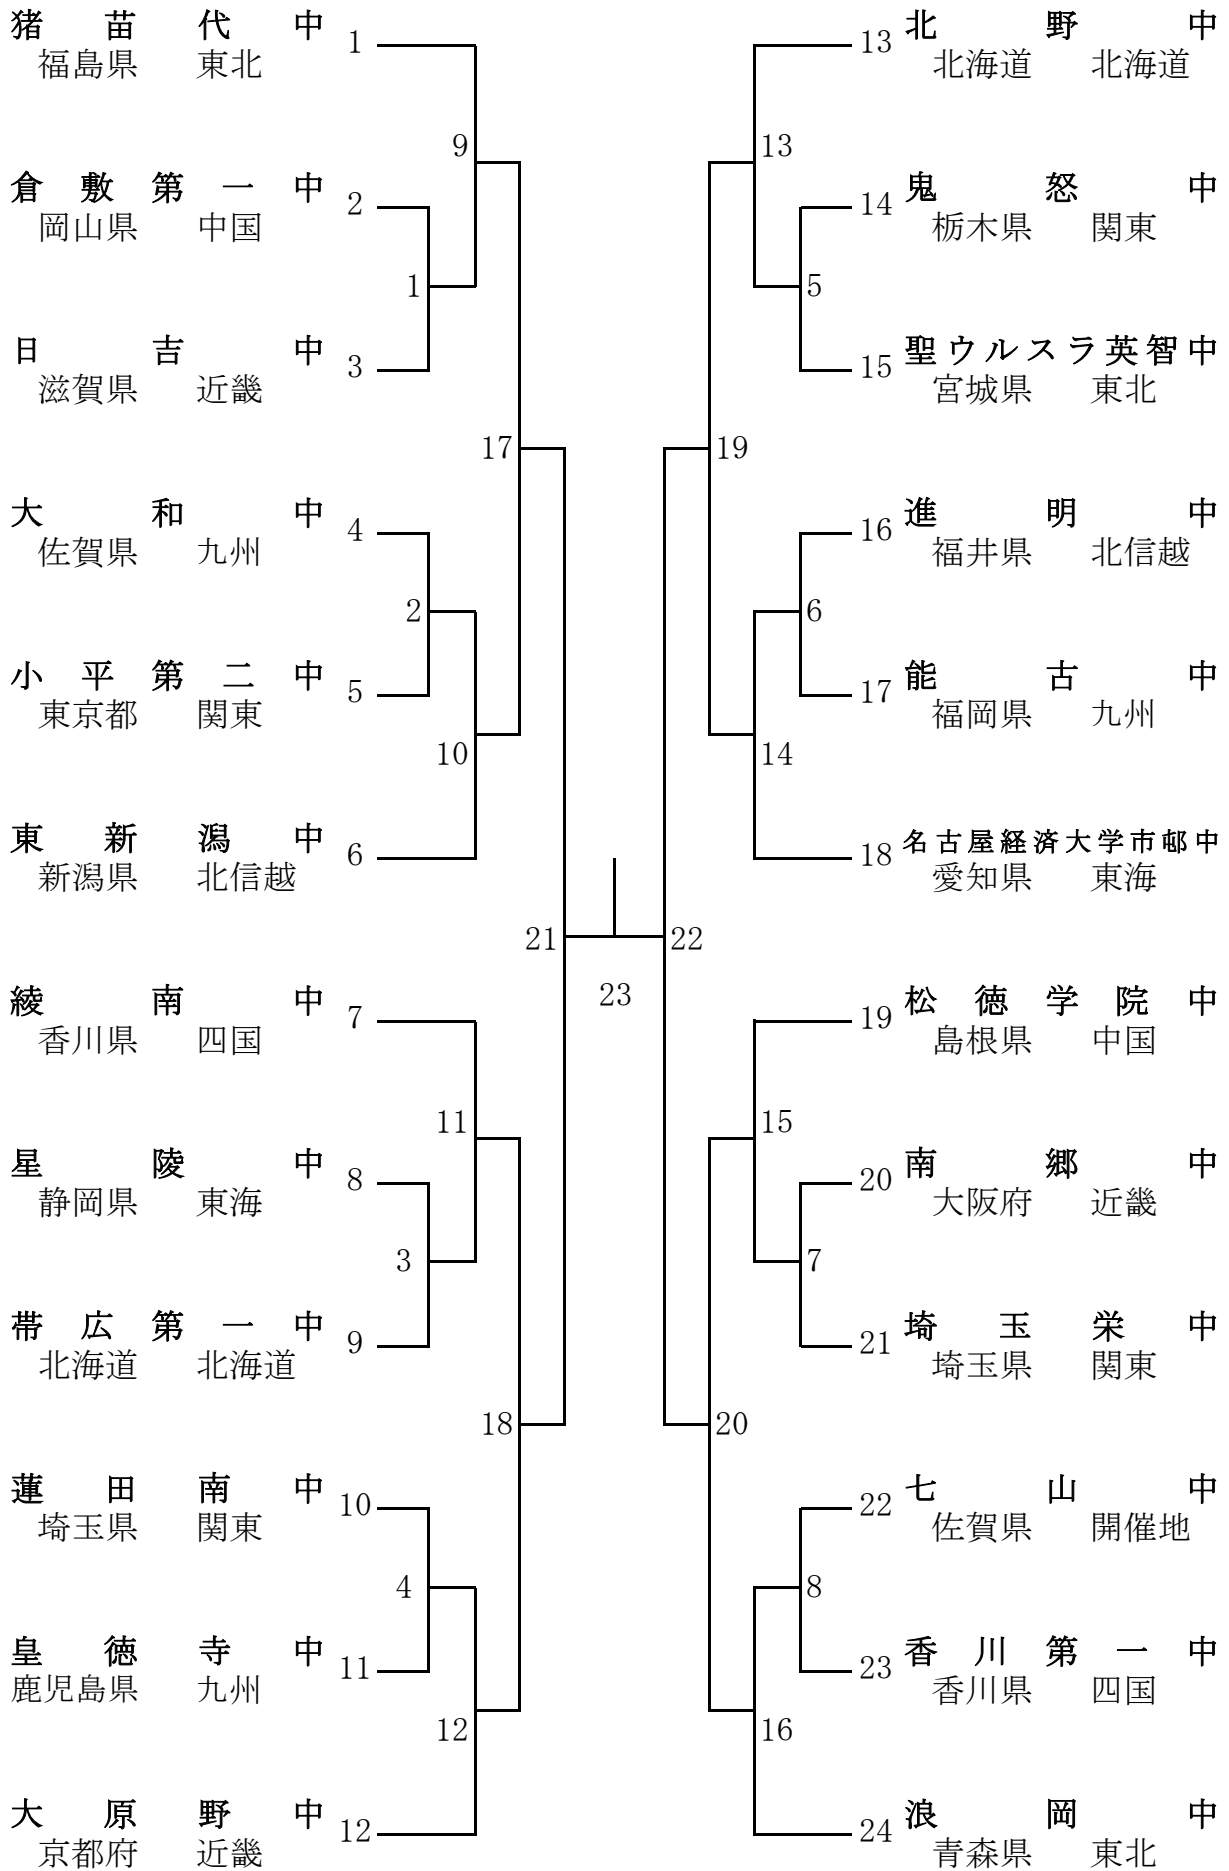 猪苗代中 1
福島県 東北
9
倉敷第一中 2
岡山県 中国
1
日吉中 3
滋賀県 近畿
17
大和中 4
佐賀県 九州
2
小平第二中 5
東京都 関東
10
東新潟中 6
新潟県 北信越
21
綾南中 7
香川県 四国
11
星陵中 8
静岡県 東海
3
帯広第一中 9
北海道 北海道
18
蓮田南中 10
埼玉県 関東
4
皇徳寺中 11
鹿児島県 九州
12
大原野中 12
京都府 近畿
23
13 北野中
北海道 北海道
13
14 鬼怒中
栃木県 関東
5
15 聖ウルスラ英智中
宮城県 東北
19
16 進明中
福井県 北信越
6
17 能古中
福岡県 九州
14
18 名古屋経済大学市邨中
愛知県 東海
22
19 松徳学院中
島根県 中国
15
20 南郷中
大阪府 近畿
7
21 埼玉栄中
埼玉県 関東
20
22 七山中
佐賀県 開催地
8
23 香川第一中
香川県 四国
16
24 浪岡中
青森県 東北